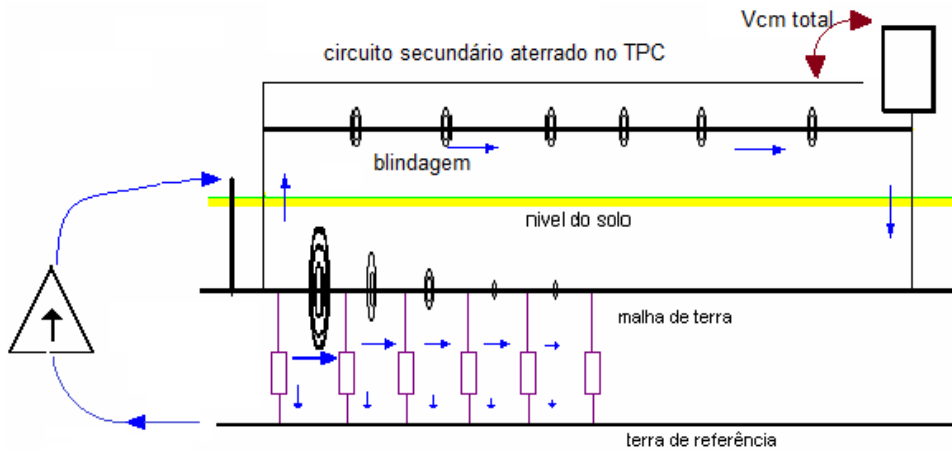 Vcm total
circuito secundário aterrado no TPC
blindagem
nivel do solo
malha de terra
terra de referência